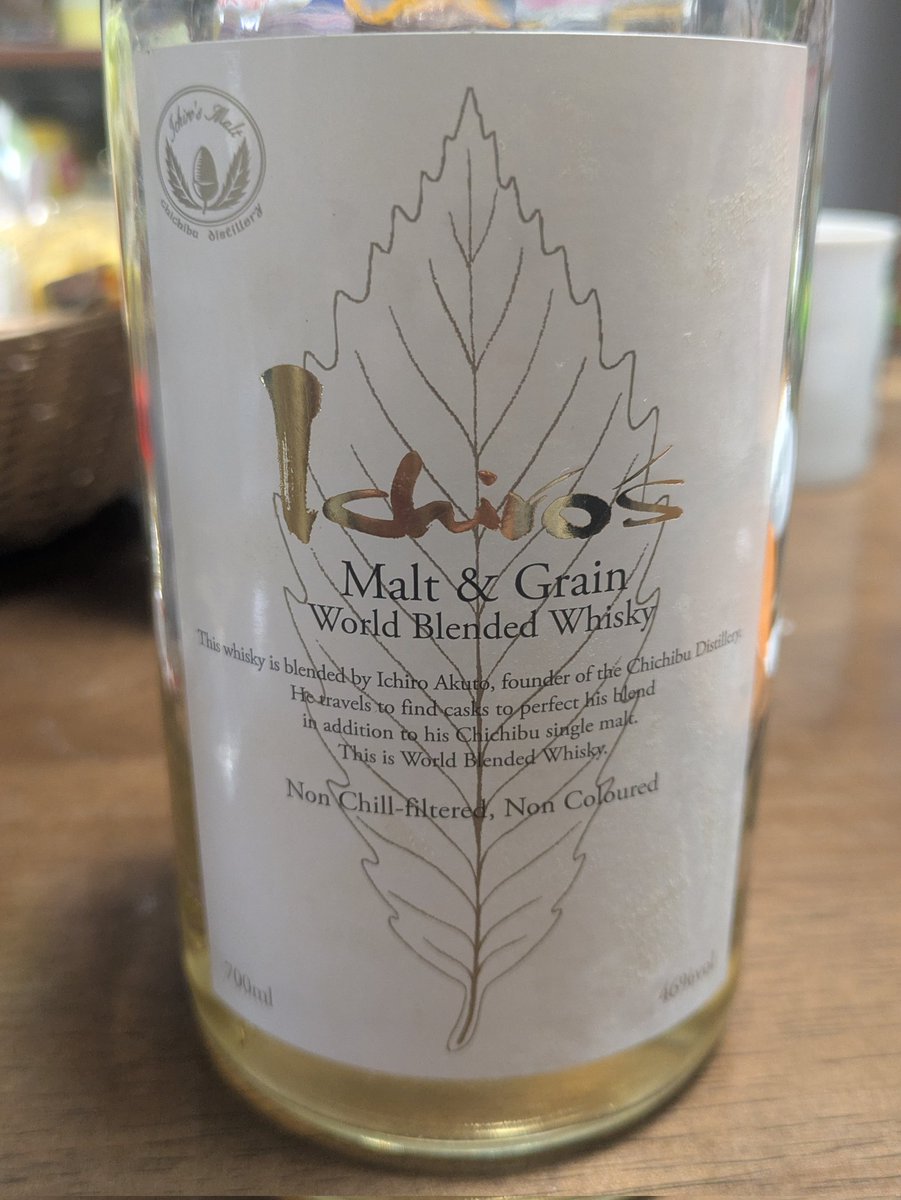 Ichiro's Malt
chichibu distillery
Ichiro's
Malt & Grain
World Blended Whisky
This whisky is blended by Ichiro Akuto, founder of the Chichibu Distillery.
He travels to find casks to perfect his blend
in addition to his Chichibu single malt.
This is World Blended Whisky.
Non Chill-filtered, Non Coloured
700ml
46%vol